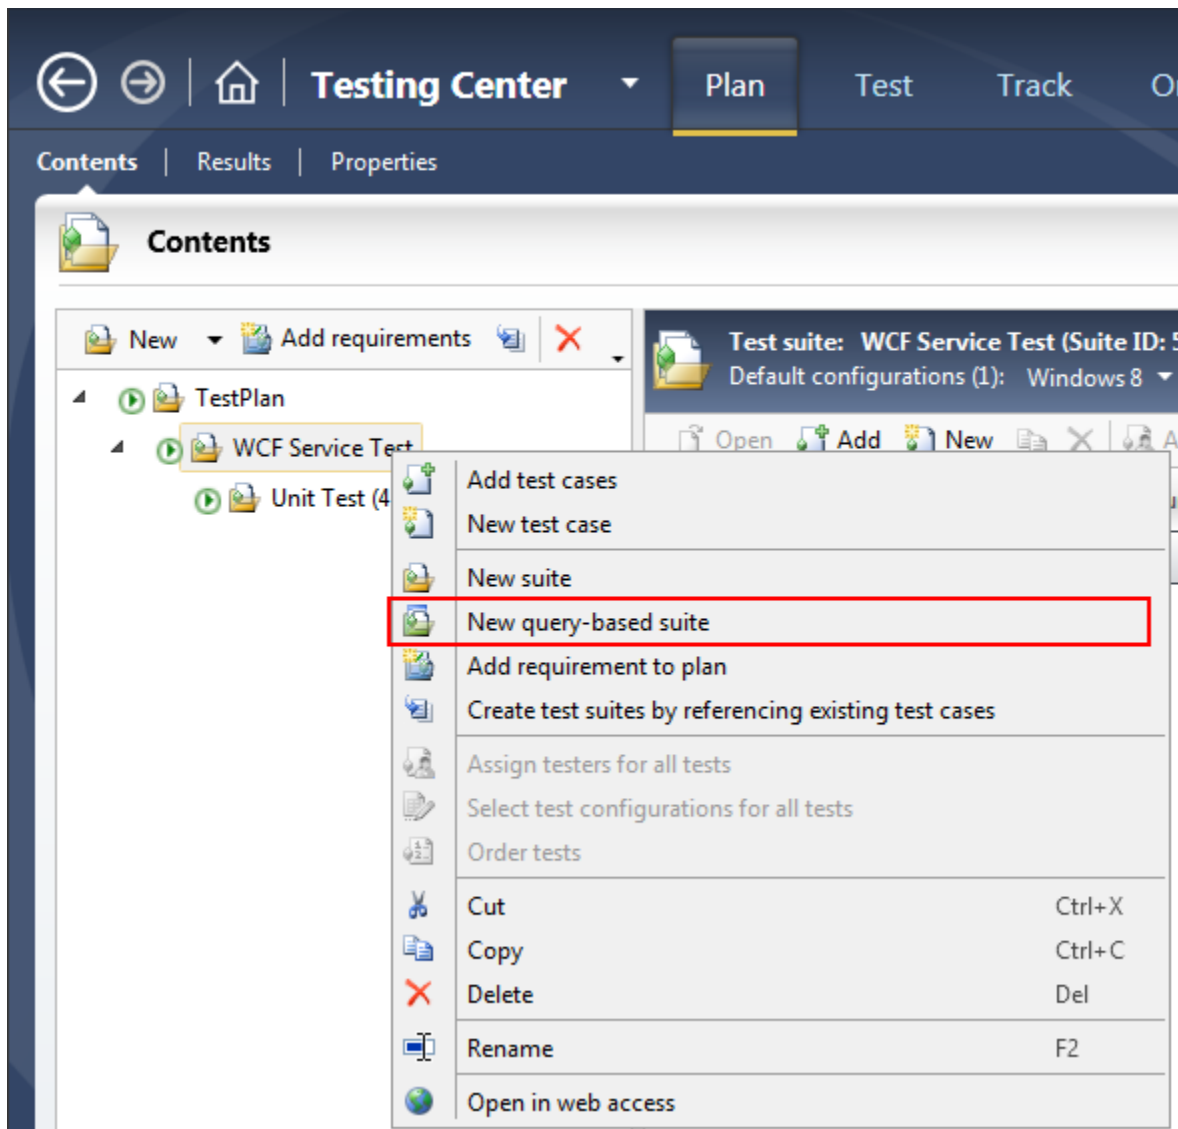 Testing Center Plan Test Track
Contents Results Properties
Contents
New Add requirements
Test suite: WCF Service Test (Suite ID:
Default configurations (1): Windows 8
TestPlan
WCF Service Test
Open Add New
Unit Test (4
Add test cases
New test case
New suite
New query-based suite
Add requirement to plan
Create test suites by referencing existing test cases
Assign testers for all tests
Select test configurations for all tests
Order tests
Cut Ctrl+X
Copy Ctrl+C
Delete Del
Rename F2
Open in web access